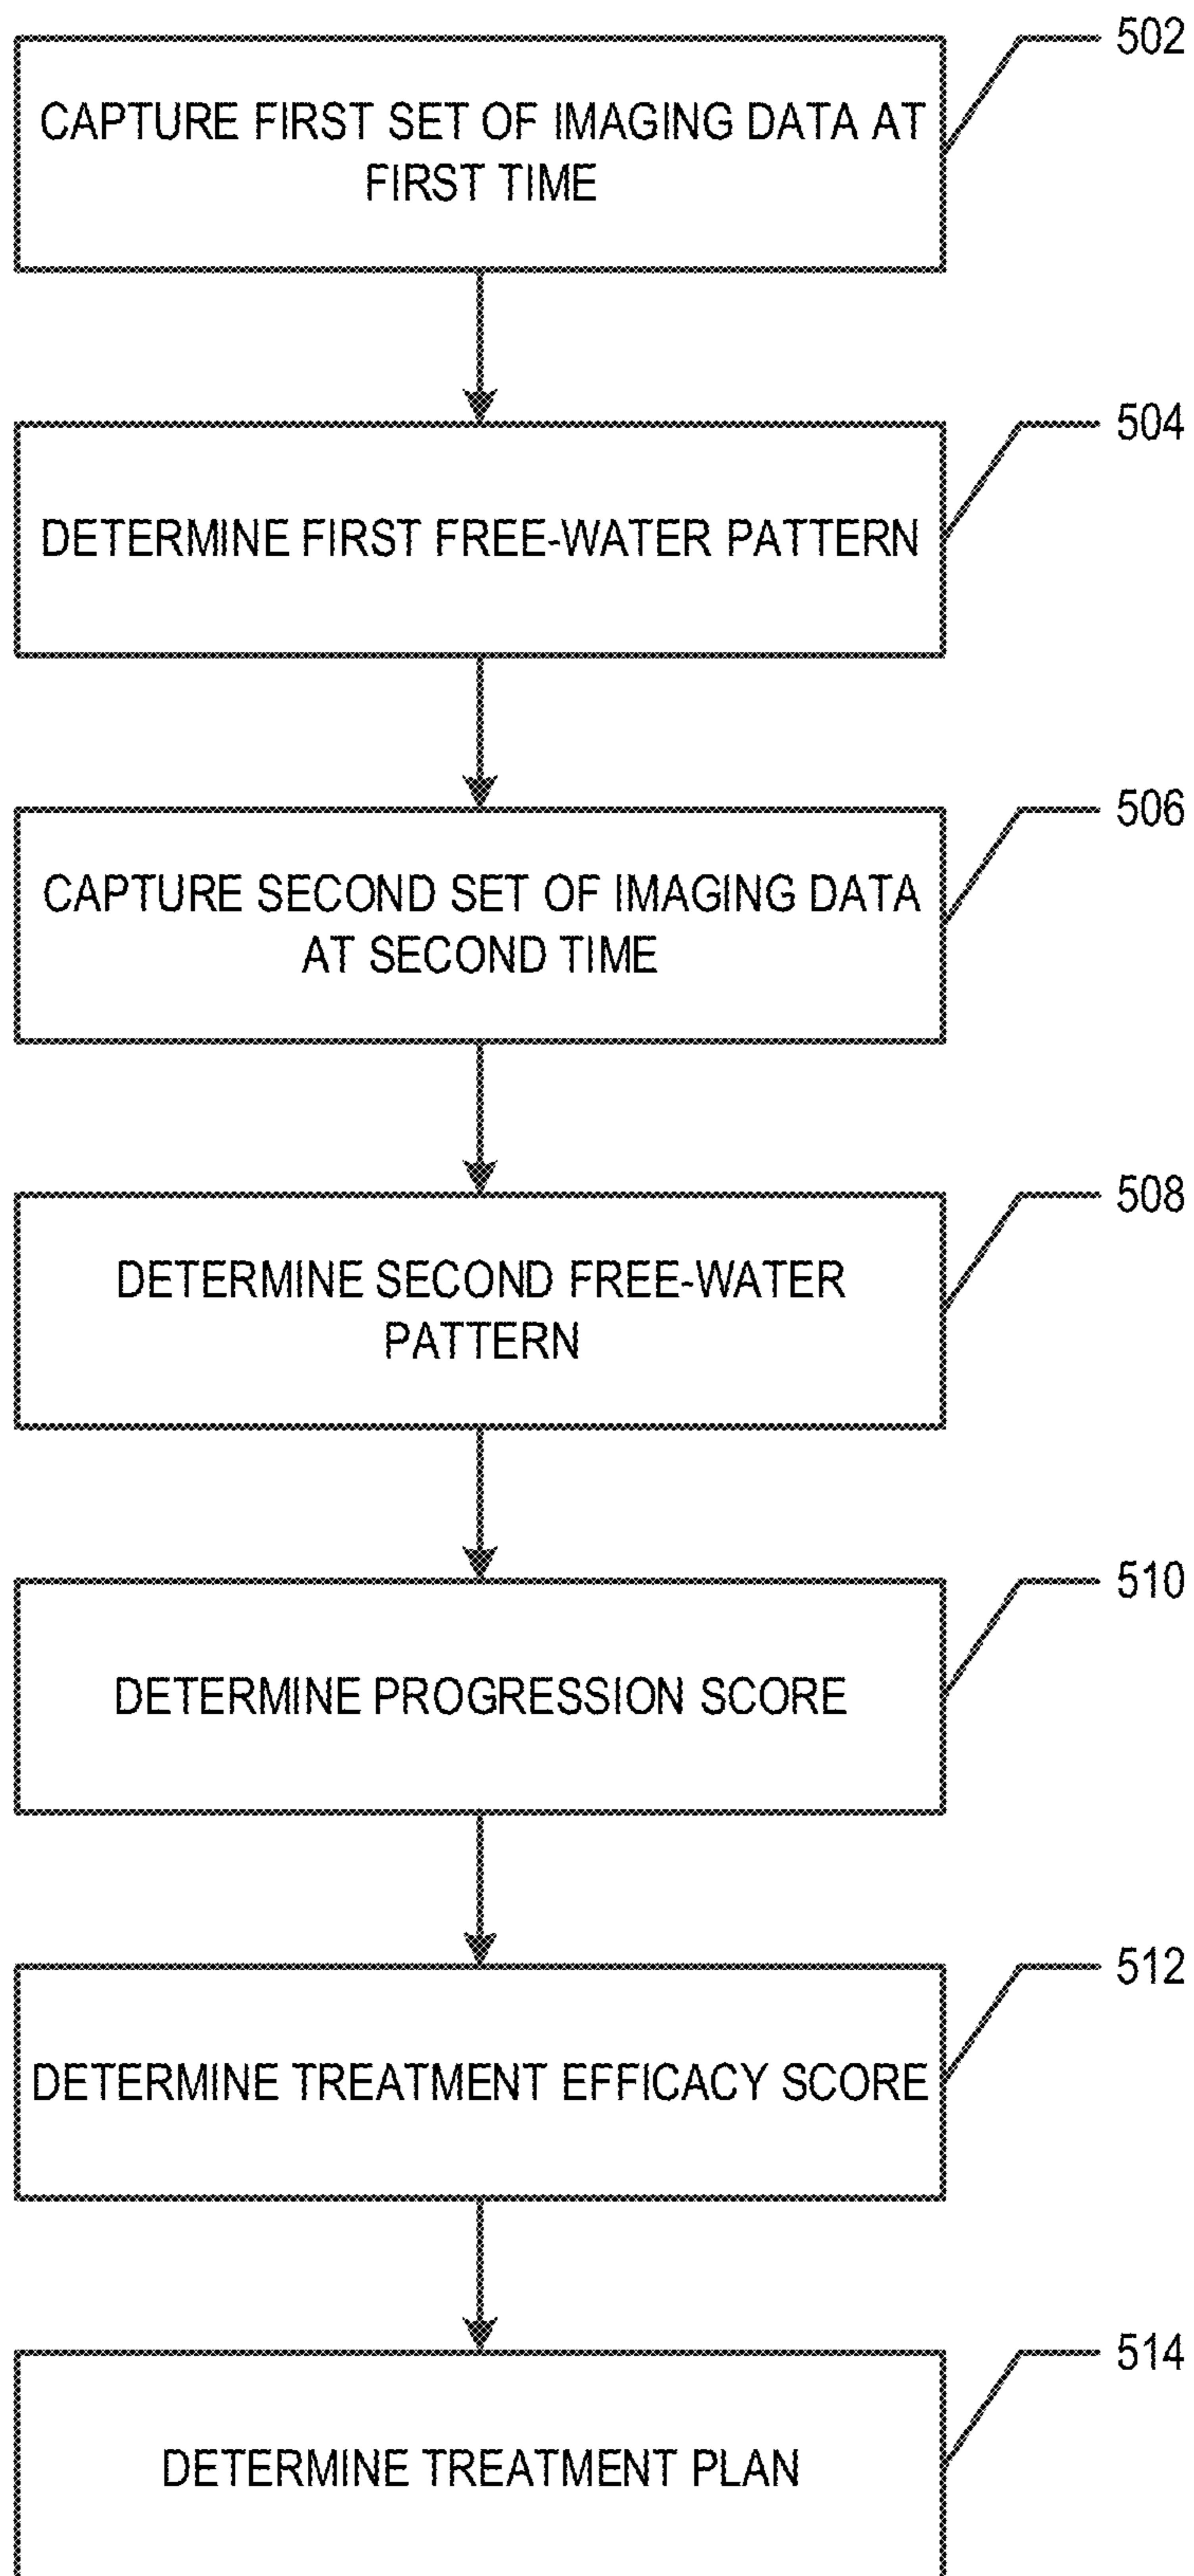 502
CAPTURE FIRST SET OF IMAGING DATA AT
FIRST TIME
504
DETERMINE FIRST FREE-WATER PATTERN
506
CAPTURE SECOND SET OF IMAGING DATA
AT SECOND TIME
508
DETERMINE SECOND FREE-WATER
PATTERN
510
DETERMINE PROGRESSION SCORE
512
DETERMINE TREATMENT EFFICACY SCORE
514
DETERMINE TREATMENT PLAN